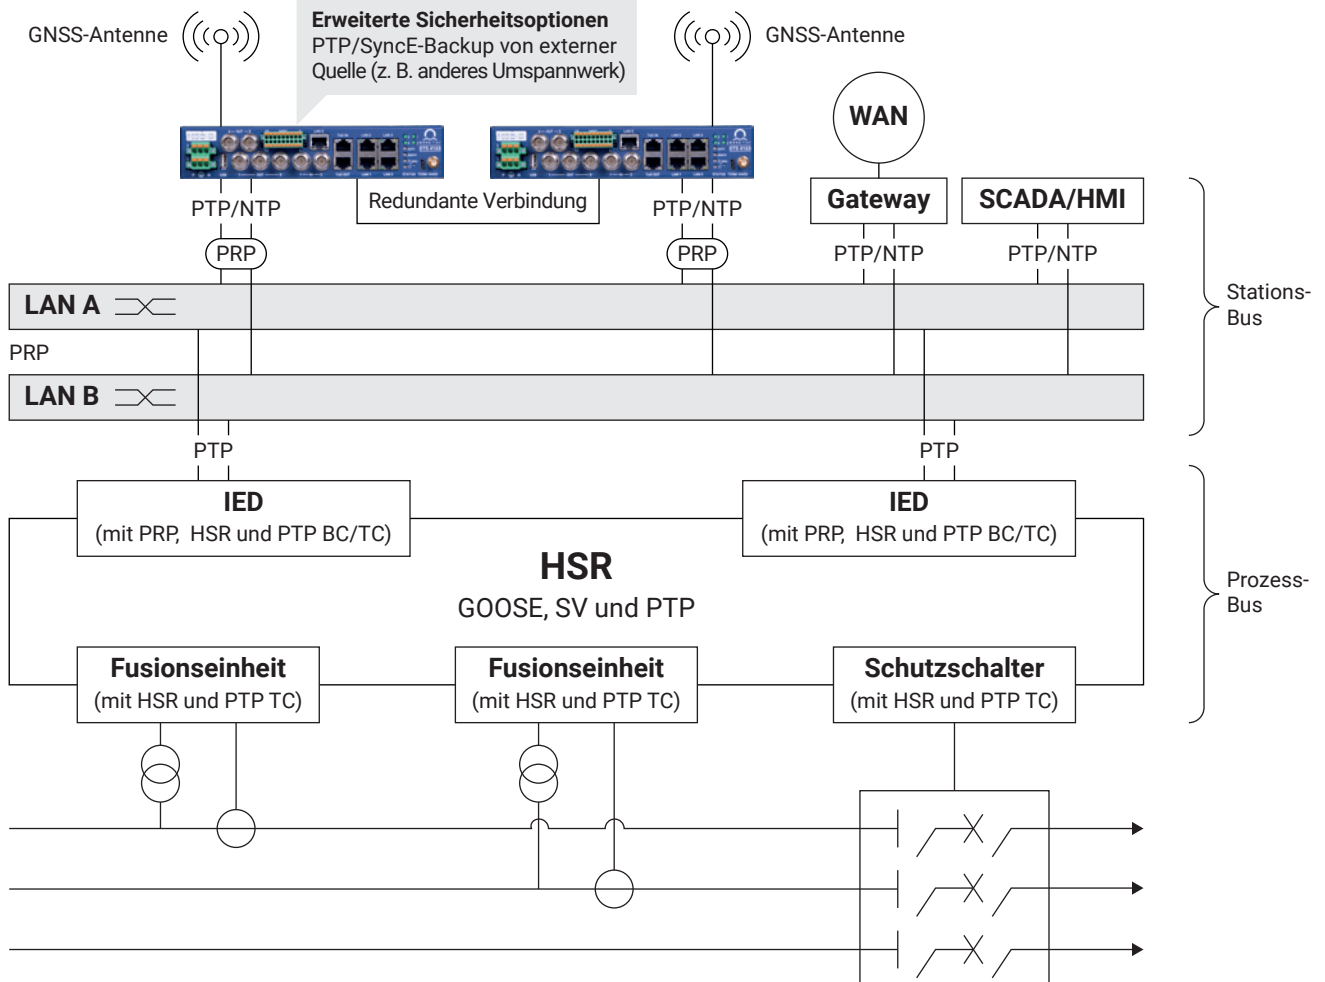 Erweiterte Sicherheitsoptionen
PTP/SyncE-Backup von externer
Quelle (z. B. anderes Umspannwerk)
GNSS-Antenne
GNSS-Antenne
WAN
PTP/NTP
Redundante Verbindung
PTP/NTP
Gateway
SCADA/HMI
PRP
PRP
PTP/NTP
PTP/NTP
LAN A
Stations-
Bus
PRP
LAN B
PTP
PTP
IED
(mit PRP, HSR und PTP BC/TC)
IED
(mit PRP, HSR und PTP BC/TC)
HSR
GOOSE, SV und PTP
Prozess-
Bus
Fusionseinheit
(mit HSR und PTP TC)
Fusionseinheit
(mit HSR und PTP TC)
Schutzschalter
(mit HSR und PTP TC)